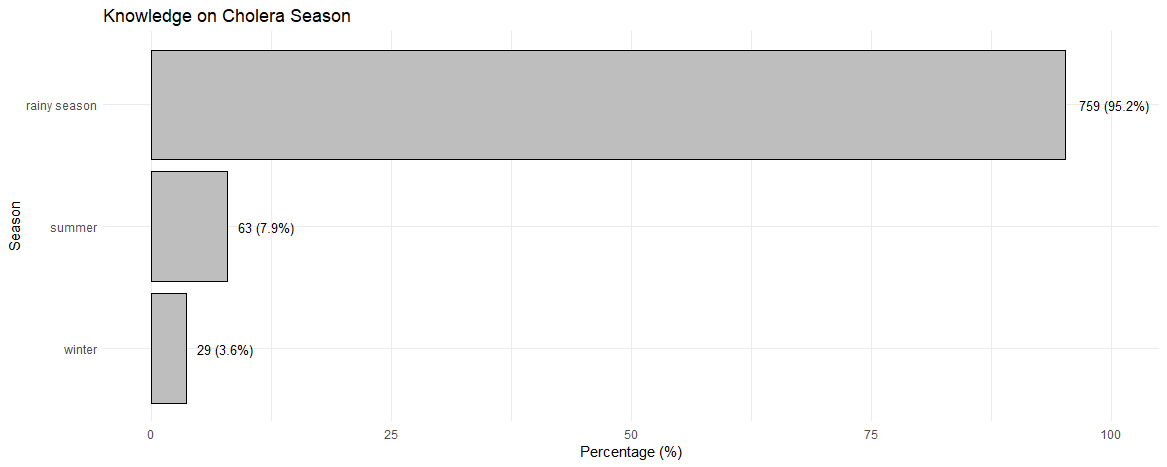 Knowledge on Cholera Season
rainy season
759 (95.2%)
Season
summer
63 (7.9%)
winter
29 (3.6%)
0
25
50
75
100
Percentage (%)